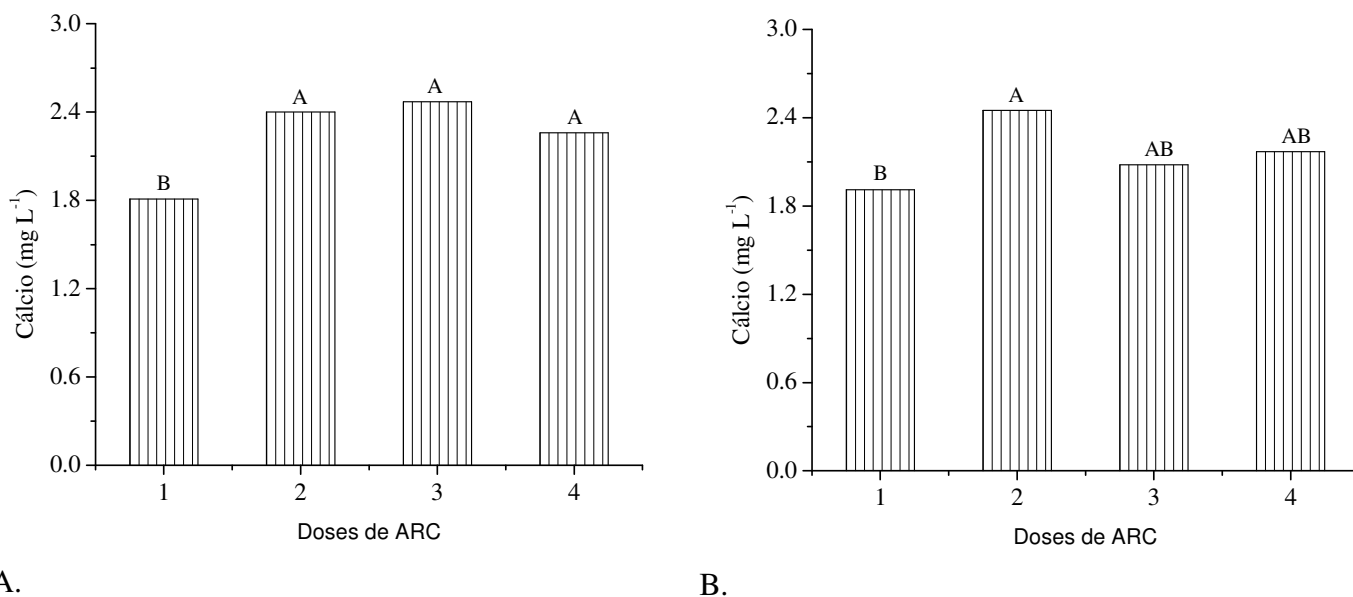 3.0
2.4
1.8
1.2
0.6
0.0
Cálcio (mg L-1)
B
A
A
A
1
2
3
4
Doses de ARC
A.
3.0
2.4
1.8
1.2
0.6
0.0
Cálcio (mg L-1)
B
A
AB
AB
1
2
3
4
Doses de ARC
B.